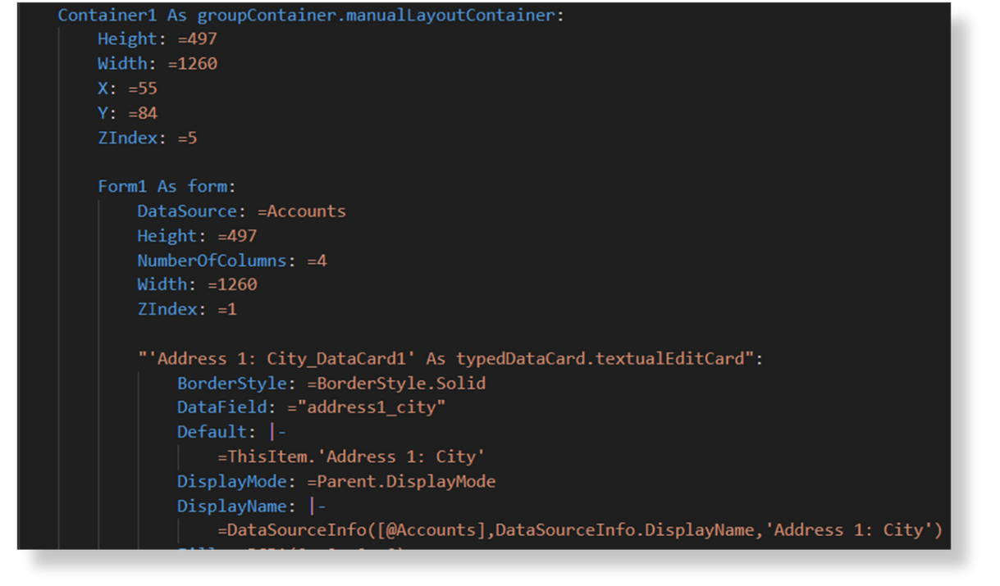 Container1 As groupContainer.manualLayoutContainer:
Height: =497
Width: =1260
X: =55
Y: =84
ZIndex: =5
Form1 As form:
DataSource: =Accounts
Height: =497
NumberOfColumns: =4
Width: =1260
ZIndex: =1
"'Address 1: City_DataCard1' As typedDataCard.textualEditCard":
BorderStyle: =BorderStyle.Solid
DataField: ="address1_city"
Default: |-
=ThisItem.'Address 1: City'
DisplayMode: =Parent.DisplayMode
DisplayName: |-
=DataSourceInfo([@Accounts],DataSourceInfo.DisplayName,'Address 1: City')